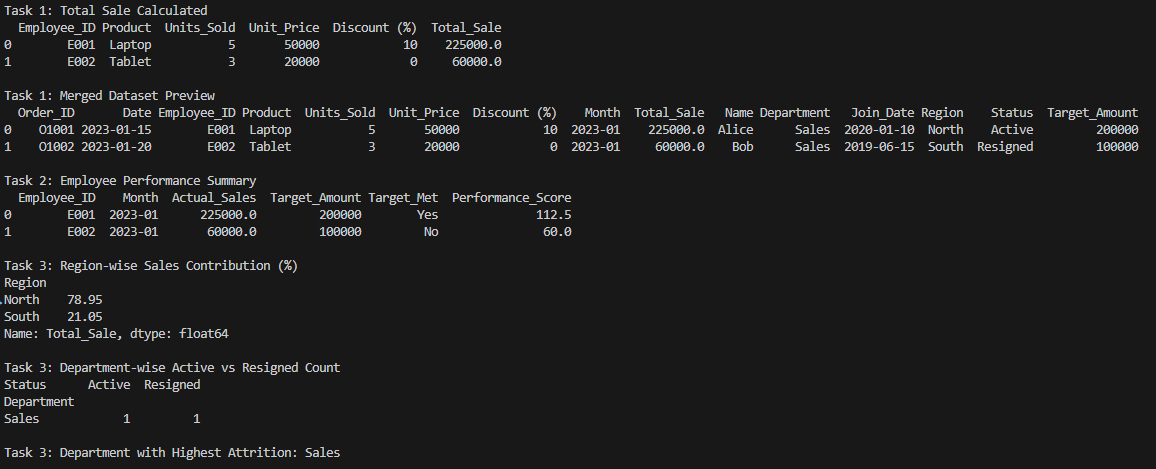 Task 1: Total Sale Calculated
  Employee_ID Product  Units_Sold  Unit_Price  Discount (%)  Total_Sale
0        E001  Laptop           5       50000            10    225000.0
1        E002  Tablet           3       20000             0     60000.0

Task 1: Merged Dataset Preview
  Order_ID       Date Employee_ID Product  Units_Sold  Unit_Price  Discount (%)    Month  Total_Sale   Name Department   Join_Date Region    Status  Target_Amount
0    O1001 2023-01-15        E001  Laptop           5       50000            10  2023-01    225000.0  Alice      Sales  2020-01-10  North    Active         200000
1    O1002 2023-01-20        E002  Tablet           3       20000             0  2023-01     60000.0    Bob      Sales  2019-06-15  South  Resigned         100000

Task 2: Employee Performance Summary
  Employee_ID    Month  Actual_Sales  Target_Amount Target_Met  Performance_Score
0        E001  2023-01      225000.0         200000        Yes              112.5
1        E002  2023-01       60000.0         100000         No               60.0

Task 3: Region-wise Sales Contribution (%)
Region
North    78.95
South    21.05
Name: Total_Sale, dtype: float64

Task 3: Department-wise Active vs Resigned Count
Status      Active  Resigned
Department
Sales            1         1

Task 3: Department with Highest Attrition: Sales